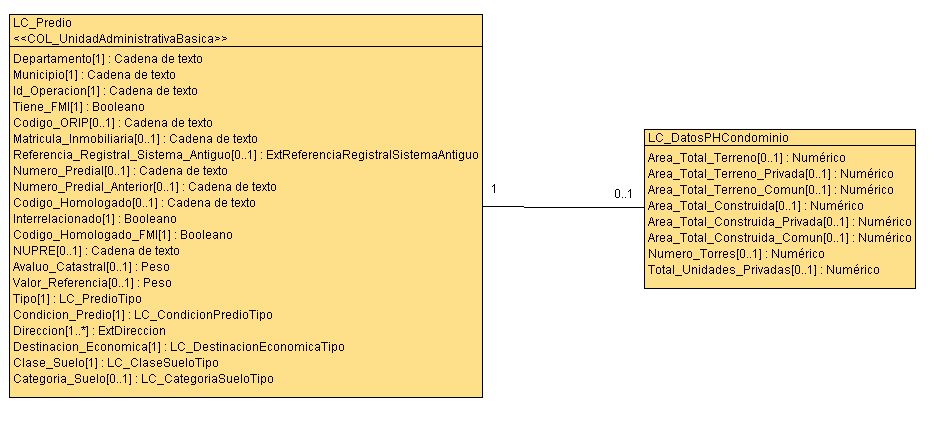 LC_Predio
<<COL_UnidadAdministrativaBasica>>
Departamento[1] : Cadena de texto
Municipio[1] : Cadena de texto
Id_Operacion[1] : Cadena de texto
Tiene_FMI[1] : Booleano
Codigo_ORIP[0..1] : Cadena de texto
Matricula_Inmobiliaria[0..1] : Cadena de texto
Referencia_Registral_Sistema_Antiguo[0..1] : ExtReferenciaRegistralSistemaAntiguo
Numero_Predial[0..1] : Cadena de texto
Numero_Predial_Anterior[0..1] : Cadena de texto
Codigo_Homologado[0..1] : Cadena de texto
Interrelacionado[1] : Booleano
Codigo_Homologado_FMI[1] : Booleano
NUPRE[0..1] : Cadena de texto
Avaluo_Catastral[0..1] : Peso
Valor_Referencia[0..1] : Peso
Tipo[1] : LC_PredioTipo
Condicion_Predio[1] : LC_CondicionPredioTipo
Direccion[1..*] : ExtDireccion
Destinacion_Economica[1] : LC_DestinacionEconomicaTipo
Clase_Suelo[1] : LC_ClaseSueloTipo
Categoria_Suelo[0..1] : LC_CategoriaSueloTipo
1
0..1
LC_DatosPHCondominio
Area_Total_Terreno[0..1] : Numérico
Area_Total_Terreno_Privada[0..1] : Numérico
Area_Total_Terreno_Comun[0..1] : Numérico
Area_Total_Construida[0..1] : Numérico
Area_Total_Construida_Privada[0..1] : Numérico
Area_Total_Construida_Comun[0..1] : Numérico
Numero_Torres[0..1] : Numérico
Total_Unidades_Privadas[0..1] : Numérico